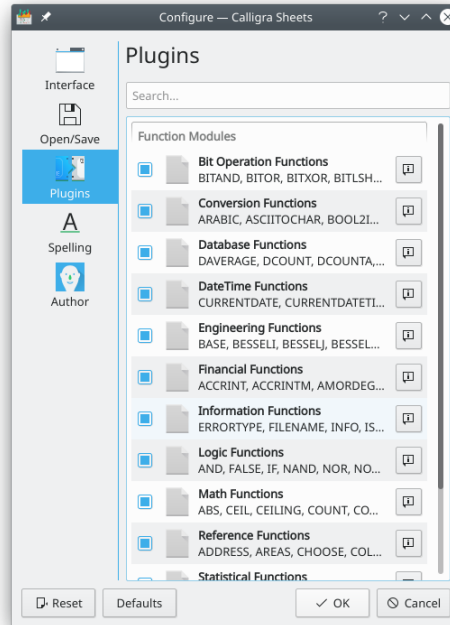 Configure — Calligra Sheets
Plugins
Interface
Open/Save
Plugins
Spelling
Author
Search...
Function Modules
Bit Operation Functions
BITAND, BITOR, BITXOR, BITLSH...
Conversion Functions
ARABIC, ASCIITOCHAR, BOOL2I...
Database Functions
DAVERAGE, DCOUNT, DCOUNTA,...
DateTime Functions
CURRENTDATE, CURRENTDATETI...
Engineering Functions
BASE, BESSELI, BESSELJ, BESSEL...
Financial Functions
ACCRINT, ACCRINTM, AMORDEG...
Information Functions
ERRORTYPE, FILENAME, INFO, IS...
Logic Functions
AND, FALSE, IF, NAND, NOR, NO...
Math Functions
ABS, CEIL, CEILING, COUNT, CO...
Reference Functions
ADDRESS, AREAS, CHOOSE, COL...
Statistical Functions
Reset
Defaults
OK
Cancel